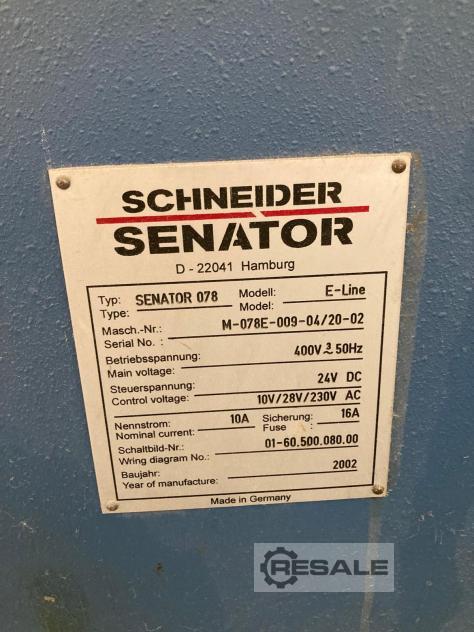 SCHNEIDER
SENATOR
D - 22041 Hamburg
Typ: SENATOR 078 Modell: E-Line
Type: Model:
Masch.-Nr.: M-078E-009-04/20-02
Serial No. :
Betriebsspannung: 400V 3~ 50Hz
Main voltage:
Steuerspannung: 24V DC
Control voltage: 10V/28V/230V AC
Nennstrom: 10A Sicherung: 16A
Nominal current: Fuse :
Schaltbild-Nr.: 01-60.500.080.00
Wring diagram No.:
Baujahr: 2002
Year of manufacture:
Made in Germany
RESALE